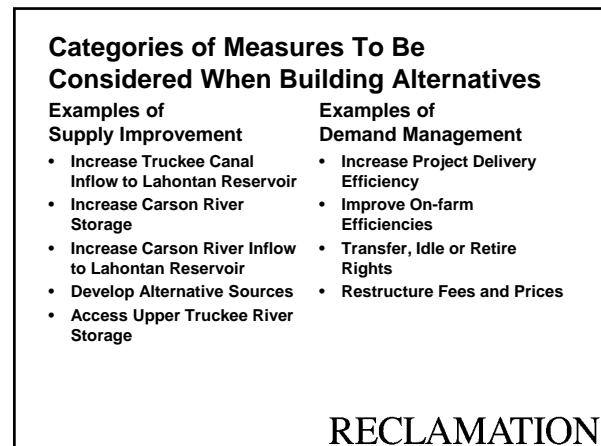 Categories of Measures To Be
Considered When Building Alternatives
Examples of
Supply Improvement
• Increase Truckee Canal
Inflow to Lahontan Reservoir
• Increase Carson River
Storage
• Increase Carson River Inflow
to Lahontan Reservoir
• Develop Alternative Sources
• Access Upper Truckee River
Storage
Examples of
Demand Management
• Increase Project Delivery
Efficiency
• Improve On-farm
Efficiencies
• Transfer, Idle or Retire
Rights
• Restructure Fees and Prices
RECLAMATION